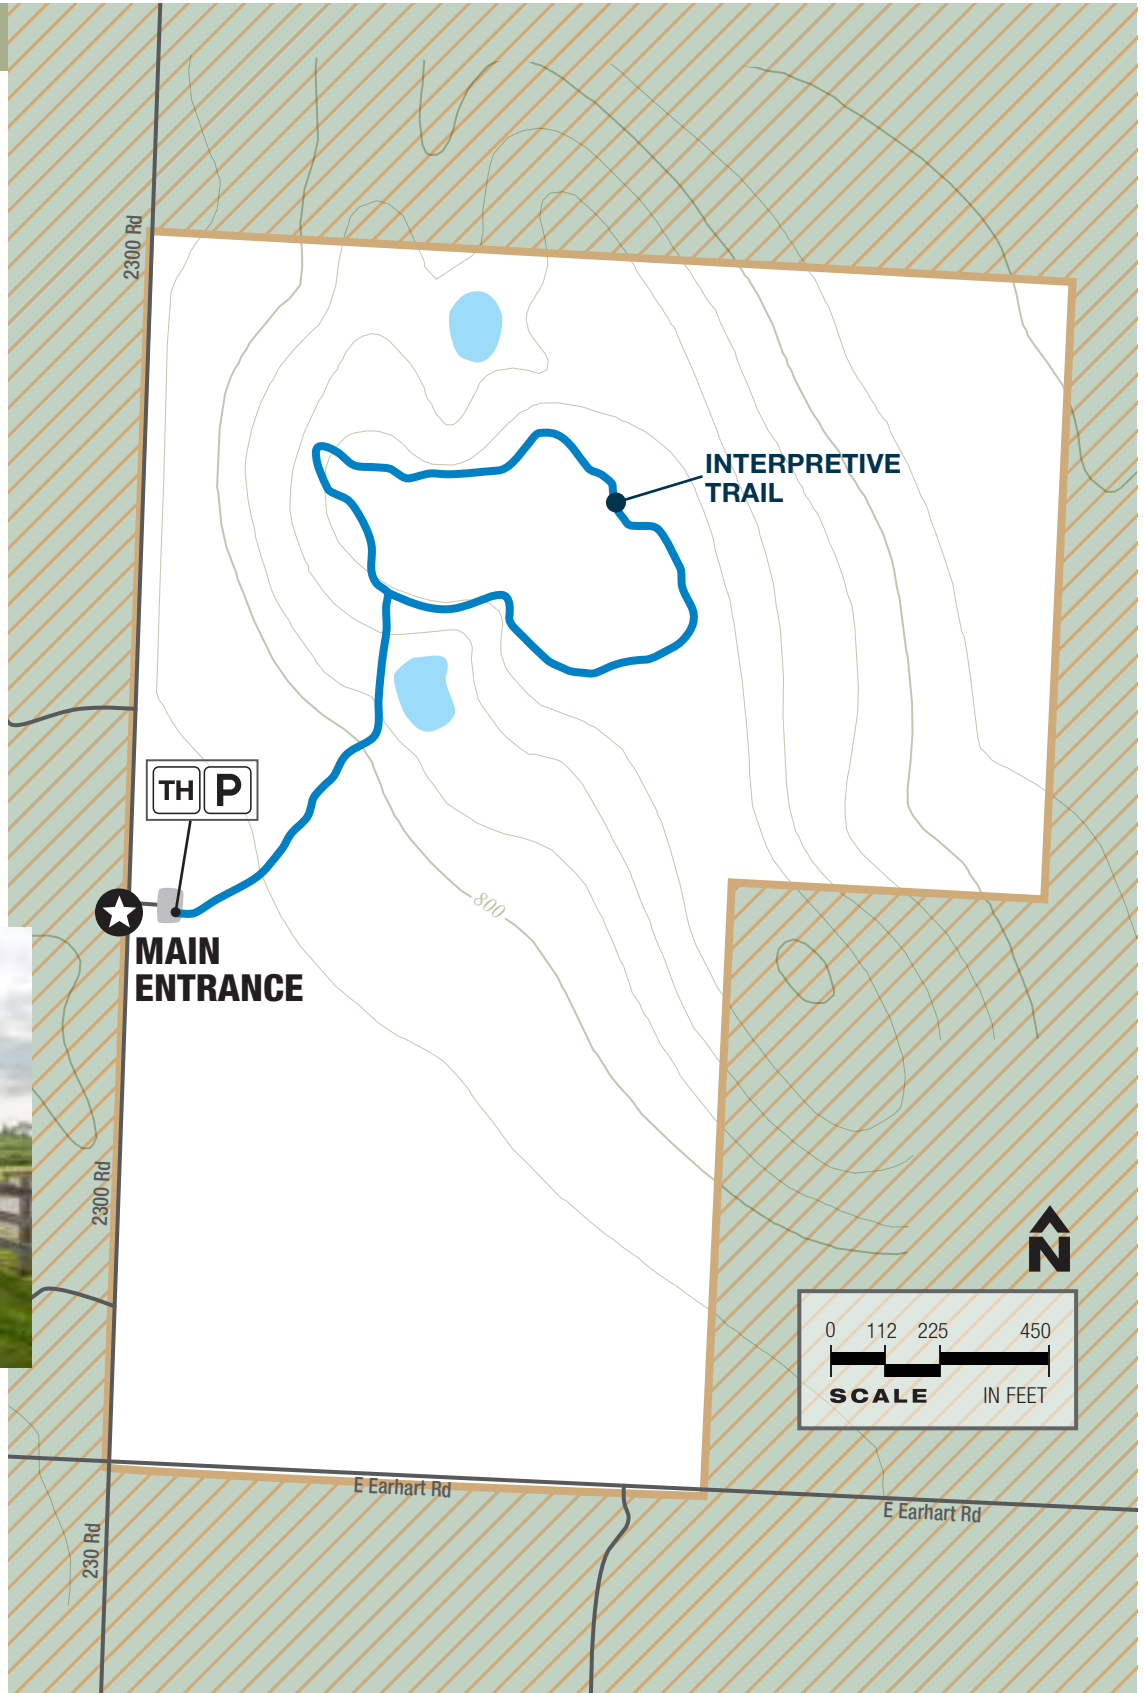 2300 Rd
INTERPRETIVE
TRAIL
TH P
800
MAIN
ENTRANCE
2300 Rd
N
0 112 225 450
SCALE IN FEET
E Earhart Rd
E Earhart Rd
230 Rd